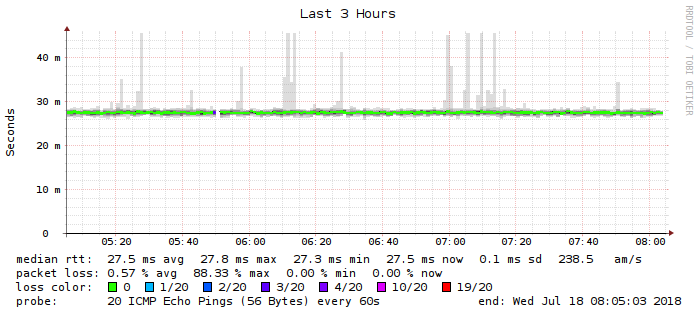 Last 3 Hours
RRDTOOL / TOBI OETIKER
Seconds
40 m
30 m
20 m
10 m
0
05:20 05:40 06:00 06:20 06:40 07:00 07:20 07:40 08:00
median rtt: 27.5 ms avg 27.8 ms max 27.3 ms min 27.5 ms now 0.1 ms sd 238.5 am/s
packet loss: 0.57 % avg 88.33 % max 0.00 % min 0.00 % now
loss color: 0 1/20 2/20 3/20 4/20 10/20 19/20
probe: 20 ICMP Echo Pings (56 Bytes) every 60s end: Wed Jul 18 08:05:03 2018